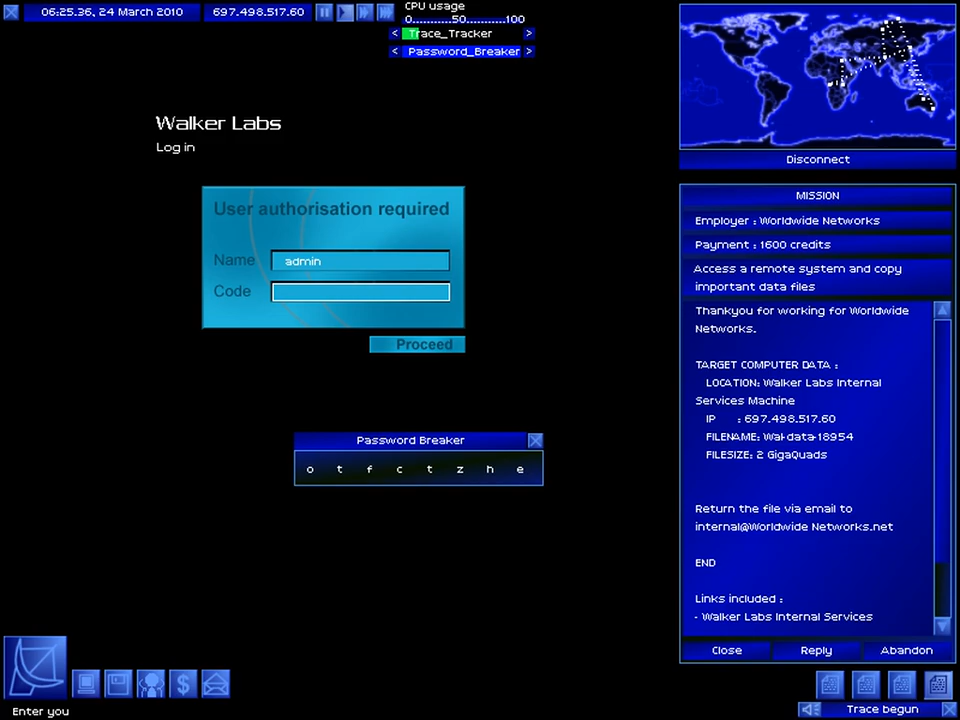 06:25.36, 24 March 2010
697.498.517.60
CPU usage
0..........50..........100
< Trace_Tracker >
< Password_Breaker >
Walker Labs
Log in
User authorisation required
Name admin
Code
Proceed
Password Breaker
o t f c t z h e
Enter you
Disconnect
MISSION
Employer : Worldwide Networks
Payment : 1600 credits
Access a remote system and copy
important data files
Thankyou for working for Worldwide
Networks.
TARGET COMPUTER DATA :
LOCATION: Walker Labs Internal
Services Machine
IP : 697.498.517.60
FILENAME: Wal-data-18954
FILESIZE: 2 GigaQuads
Return the file via email to
internal@Worldwide Networks.net
END
Links included :
- Walker Labs Internal Services
Close Reply Abandon
Trace begun